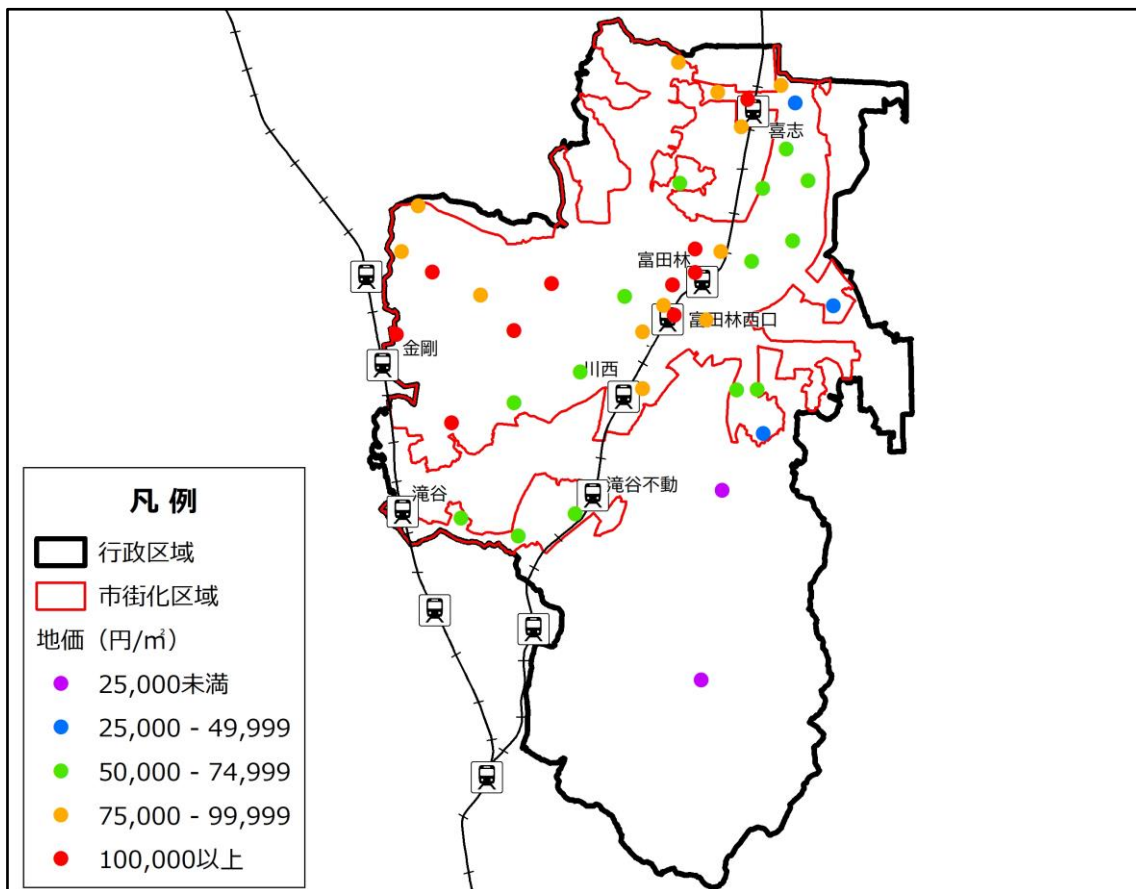 喜志
富田林
富田林西口
金剛
川西
滝谷
滝谷不動
凡 例
行政区域
市街化区域
地価（円/㎡）
25,000未満
25,000 - 49,999
50,000 - 74,999
75,000 - 99,999
100,000以上